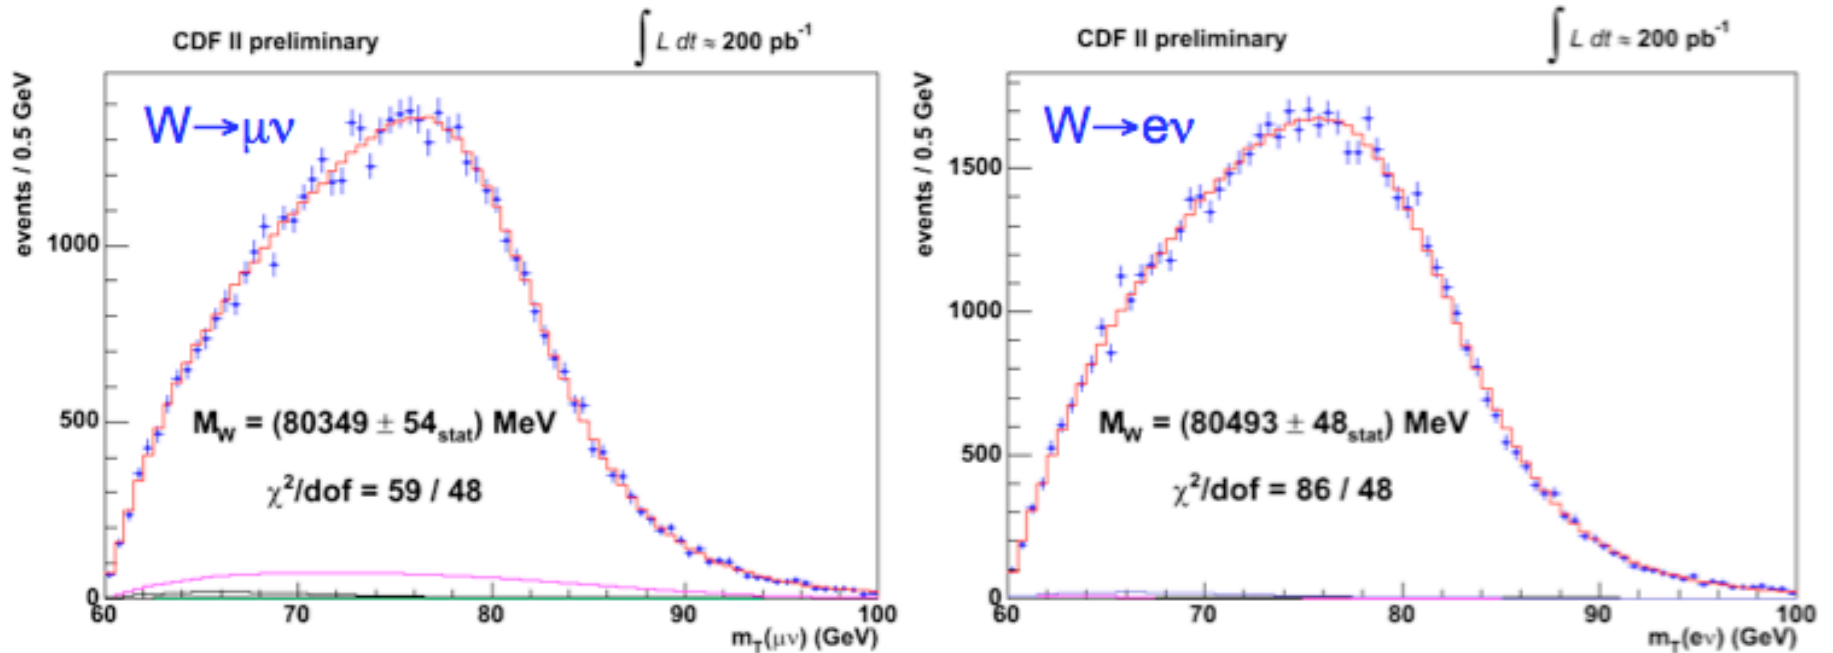 CDF II preliminary
∫ L dt ≈ 200 pb⁻¹
events / 0.5 GeV
W→μν
1000
500
0
M_W = (80349 ± 54_stat) MeV
χ²/dof = 59 / 48
60 70 80 90 100
m_T(μν) (GeV)
CDF II preliminary
∫ L dt ≈ 200 pb⁻¹
events / 0.5 GeV
W→eν
1500
1000
500
0
M_W = (80493 ± 48_stat) MeV
χ²/dof = 86 / 48
60 70 80 90 100
m_T(eν) (GeV)